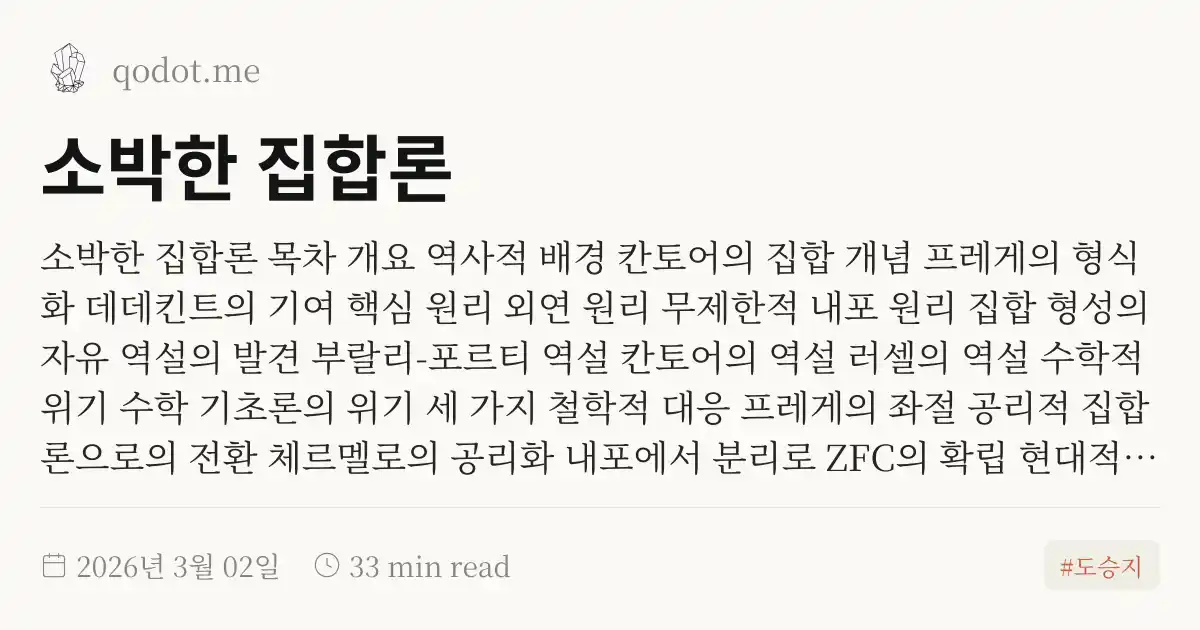 qodot.me
소박한 집합론
소박한 집합론 목차 개요 역사적 배경 칸토어의 집합 개념 프레게의 형식
화 데데킨트의 기여 핵심 원리 외연 원리 무제한적 내포 원리 집합 형성의
자유 역설의 발견 부랄리-포르티 역설 칸토어의 역설 러셀의 역설 수학적
위기 수학 기초론의 위기 세 가지 철학적 대응 프레게의 좌절 공리적 집합
론으로의 전환 체르멜로의 공리화 내포에서 분리로 ZFC의 확립 현대적…
2026년 3월 02일 33 min read
#도승지